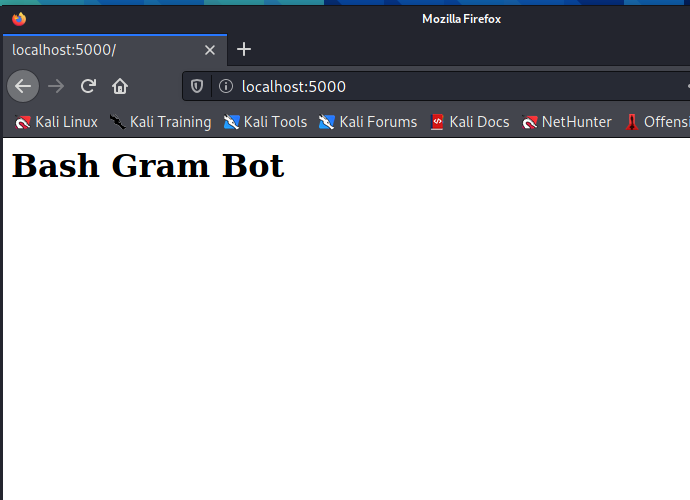 Mozilla Firefox
localhost:5000/
localhost:5000
Kali Linux Kali Training Kali Tools Kali Forums Kali Docs NetHunter Offensi
Bash Gram Bot